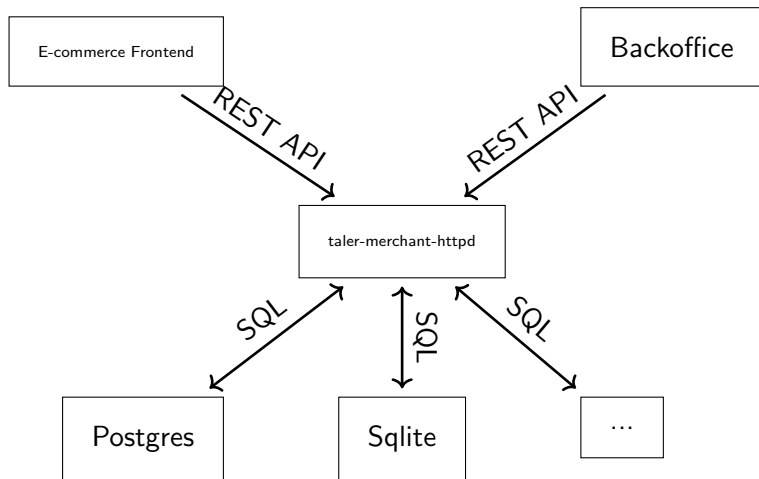 E-commerce Frontend
Backoffice
REST API
REST API
taler-merchant-httpd
SQL
SQL
SQL
Postgres
Sqlite
...